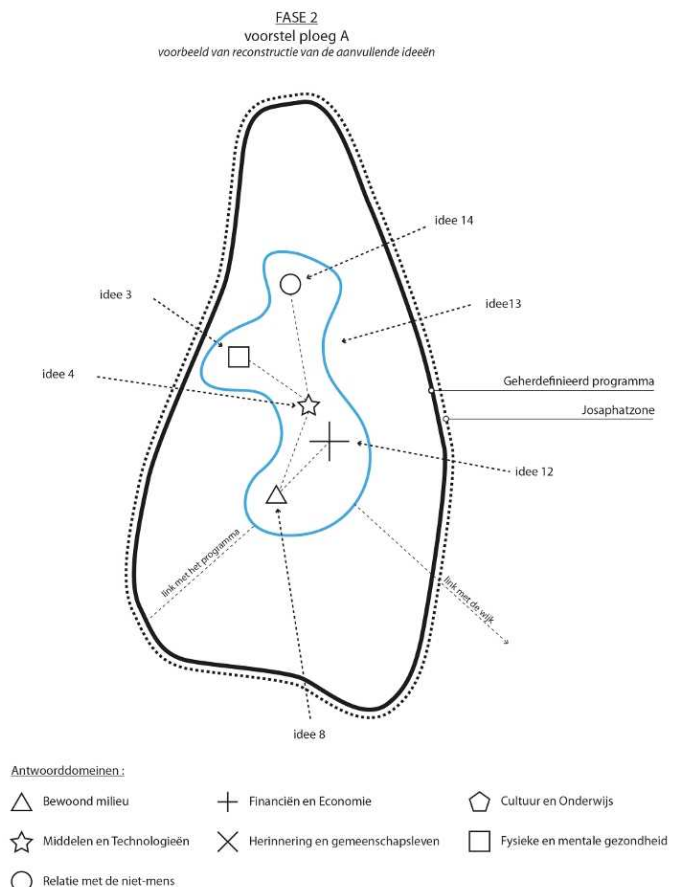 FASE 2
voorstel ploeg A
voorbeeld van reconstructie van de aanvullende ideeën
idee 14
idee 3
idee13
idee 4
Geherdefinieerd programma
Josaphatzone
idee 12
link met het programma
link met de wijk
idee 8
Antwoorddomeinen :
Bewoond milieu
Financiën en Economie
Cultuur en Onderwijs
Middelen en Technologieën
Herinnering en gemeenschapsleven
Fysieke en mentale gezondheid
Relatie met de niet-mens